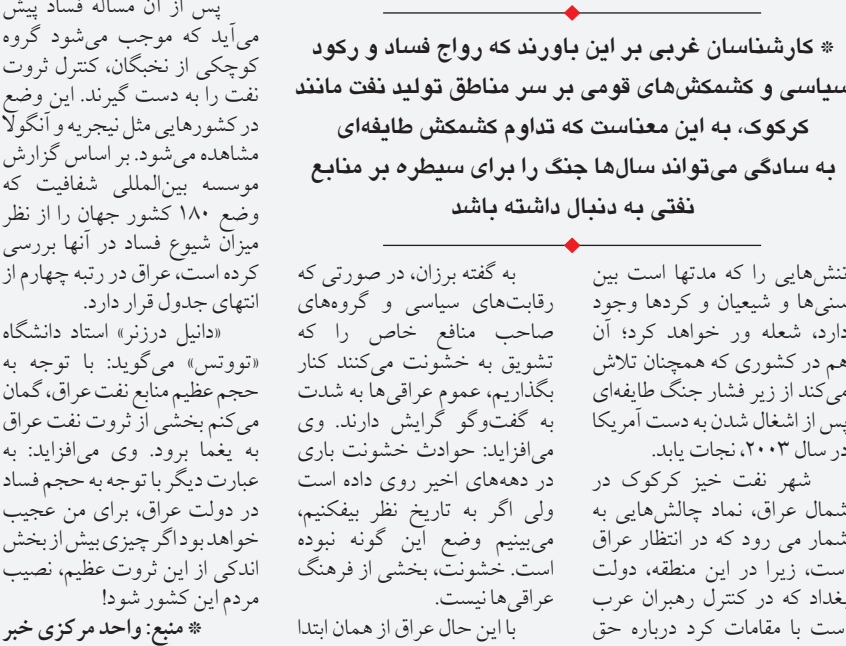 * کارشناسان غربی بر این باورند که رواج فساد و رکود
سیاسی و کشمکش‌های قومی بر سر مناطق تولید نفت مانند
کرکوک، به این معناست که تداوم کشمکش طایفه‌ای
به سادگی می‌تواند سال‌ها جنگ را برای سیطره بر منابع
نفتی به دنبال داشته باشد
تنش‌هایی را که مدتها است بین
سنی‌ها و شیعیان و کردها وجود
دارد، شعله ور خواهد کرد؛ آن
هم در کشوری که همچنان تلاش
می‌کند از زیر فشار جنگ طایفه‌ای
پس از اشغال شدن به دست آمریکا
در سال ۲۰۰۳، نجات یابد.
شهر نفت خیز کرکوک در
شمال عراق، نماد چالش‌هایی به
شمار می رود که در انتظار عراق
است، زیرا در این منطقه، دولت
بغداد که در کنترل رهبران عرب
است با مقامات کرد درباره حق
به گفته برزان، در صورتی که
رقابت‌های سیاسی و گروه‌های
صاحب منافع خاص را که
تشویق به خشونت می‌کنند کنار
بگذاریم، عموم عراقی‌ها به شدت
به گفت‌وگو گرایش دارند. وی
می‌افزاید: حوادث خشونت باری
در دهه‌های اخیر روی داده است
ولی اگر به تاریخ نظر بیفکنیم،
می‌بینیم وضع این گونه نبوده
است. خشونت، بخشی از فرهنگ
عراقی‌ها نیست.
با این حال عراق از همان ابتدا
پس از آن مساله فساد پیش
می‌آید که موجب می‌شود گروه
کوچکی از نخبگان، کنترل ثروت
نفت را به دست گیرند. این وضع
در کشورهایی مثل نیجریه و آنگولا
مشاهده می‌شود. بر اساس گزارش
موسسه بین‌المللی شفافیت که
وضع ۱۸۰ کشور جهان را از نظر
میزان شیوع فساد در آنها بررسی
کرده است، عراق در رتبه چهارم از
انتهای جدول قرار دارد.
«دانیل درزنر» استاد دانشگاه
«تووتس» می‌گوید: با توجه به
حجم عظیم منابع نفت عراق، گمان
می‌کنم بخشی از ثروت نفت عراق
به یغما برود. وی می‌افزاید: به
عبارت دیگر با توجه به حجم فساد
در دولت عراق، برای من عجیب
خواهد بود اگر چیزی بیش از بخش
اندکی از این ثروت عظیم، نصیب
مردم این کشور شود!
* منبع: واحد مرکزی خبر